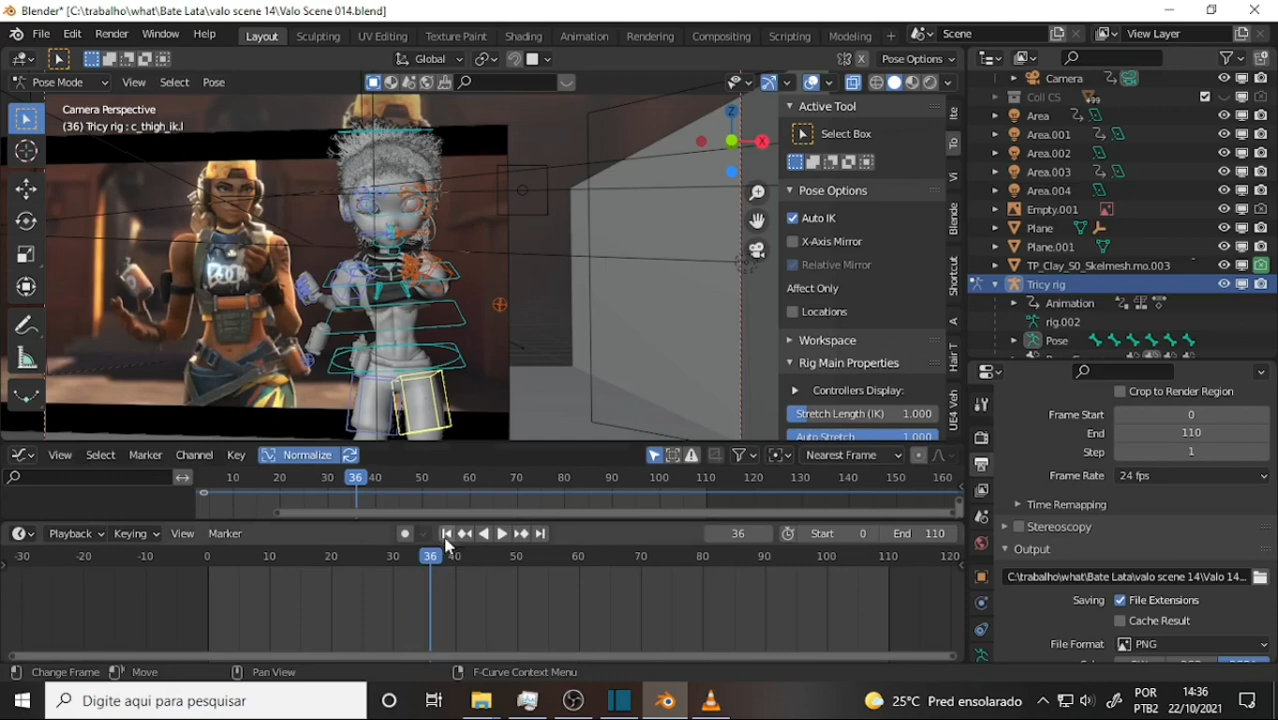 Blender* [C:\trabalho\what\Bate Lata\valo scene 14\Valo Scene 014.blend]
File Edit Render Window Help Layout Sculpting UV Editing Texture Paint Shading Animation Rendering Compositing Scripting Modeling + Scene View Layer
Global X Pose Options
Pose Mode View Select Pose
Camera Perspective
(36) Tricy rig : c_thigh_ik.l
Z
X
Active Tool
Select Box
Pose Options
Auto IK
X-Axis Mirror
Relative Mirror
Affect Only
Locations
Workspace
Rig Main Properties
Controllers Display:
Stretch Length (IK) 1.000
Auto Stretch 1.000
Ite
To
Vi
Blende
Shortcut
A
Hair T
UE4 Veh
Camera
Coll CS 99
Area
Area.001
Area.002
Area.003
Area.004
Empty.001
Plane
Plane.001
TP_Clay_S0_Skelmesh.mo.003
Tricy rig
Animation
rig.002
Pose
Crop to Render Region
Frame Start 0
End 110
Step 1
Frame Rate 24 fps
Time Remapping
Stereoscopy
Output
C:\trabalho\what\Bate Lata\valo scene 14\Valo 14...
Saving File Extensions
Cache Result
File Format PNG
View Select Marker Channel Key Normalize Nearest Frame
10 20 30 36 40 50 60 70 80 90 100 110 120 130 140 150 160
Playback Keying View Marker 36 Start 0 End 110
-30 -20 -10 0 10 20 30 36 40 50 60 70 80 90 100 110 120
Change Frame Move Pan View F-Curve Context Menu
Digite aqui para pesquisar
25°C Pred ensolarado
POR
PTB2
14:36
22/10/2021